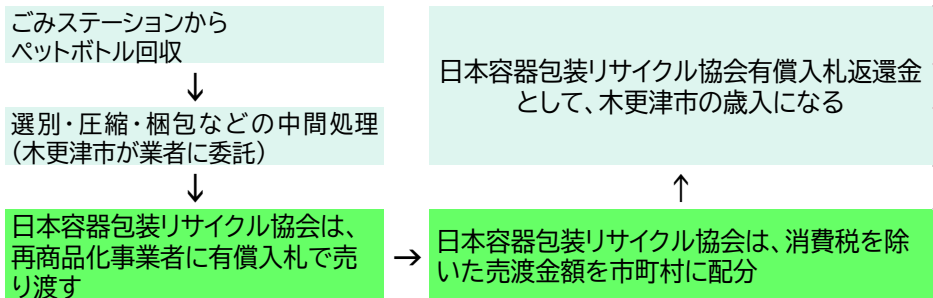 ごみステーションから
ペットボトル回収
↓
選別・圧縮・梱包などの中間処理
(木更津市が業者に委託)
↓
日本容器包装リサイクル協会は、
再商品化事業者に有償入札で売
り渡す
→
日本容器包装リサイクル協会は、消費税を除
いた売渡金額を市町村に配分
↑
日本容器包装リサイクル協会有償入札返還金
として、木更津市の歳入になる